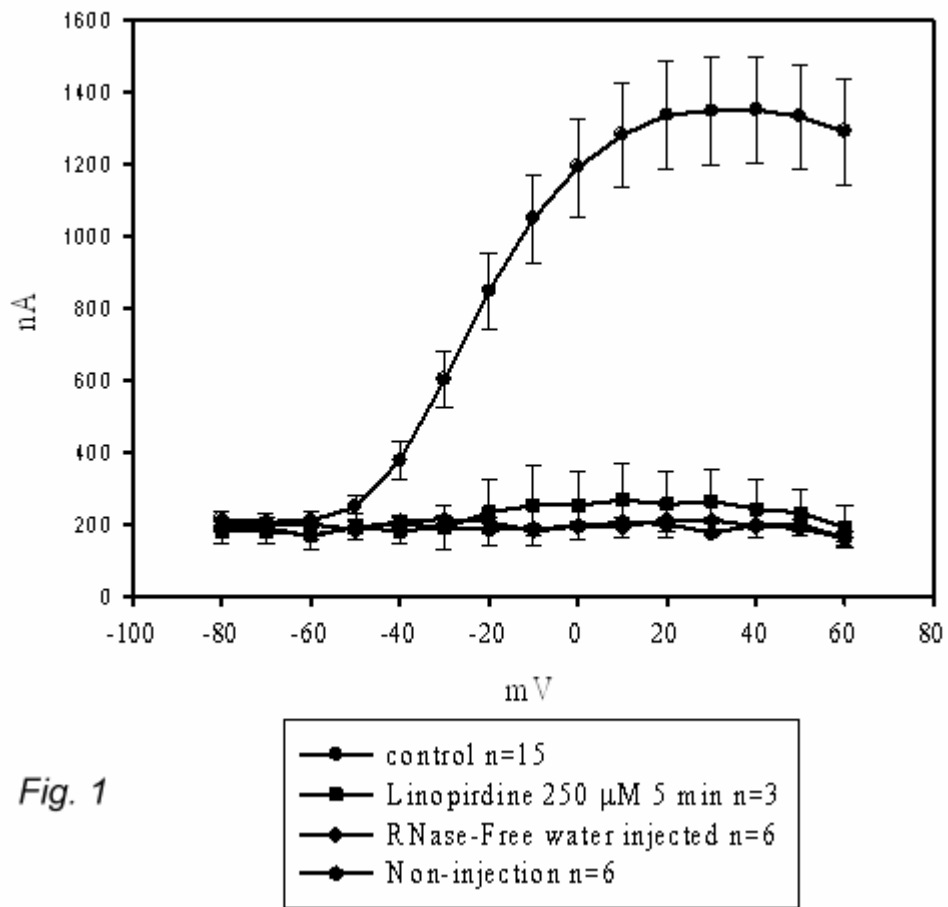 1600
1400
1200
1000
800
600
400
200
0
nA
-100 -80 -60 -40 -20 0 20 40 60 80
mV
control n=15
Linopirdine 250 μM 5 min n=3
RNase-Free water injected n=6
Non-injection n=6
Fig. 1